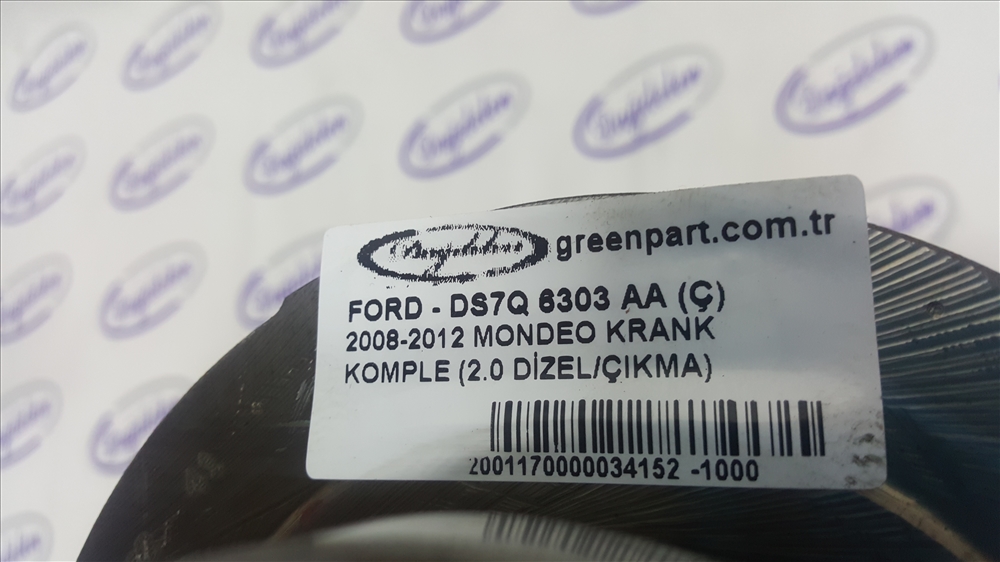 greenpart.com.tr
FORD - DS7Q 6303 AA (Ç)
2008-2012 MONDEO KRANK
KOMPLE (2.0 DİZEL/ÇIKMA)
2001170000034152 -1000